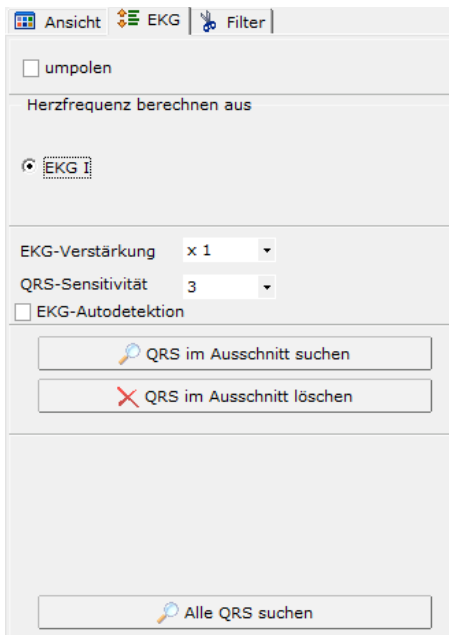 Ansicht EKG Filter
umpolen
Herzfrequenz berechnen aus
EKG I
EKG-Verstärkung x 1
QRS-Sensitivität 3
EKG-Autodetektion
QRS im Ausschnitt suchen
QRS im Ausschnitt löschen
Alle QRS suchen